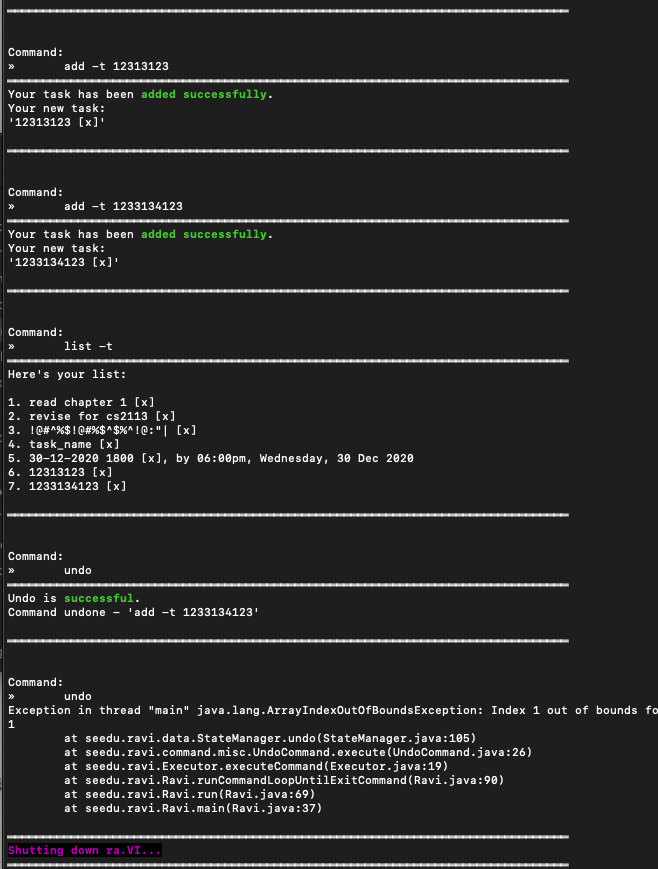 Command:
»       add -t 12313123
Your task has been added successfully.
Your new task:
'12313123 [x]'
Command:
»       add -t 1233134123
Your task has been added successfully.
Your new task:
'1233134123 [x]'
Command:
»       list -t
Here's your list:
1. read chapter 1 [x]
2. revise for cs2113 [x]
3. !@#^%$!@#%$^$%^!@:"| [x]
4. task_name [x]
5. 30-12-2020 1800 [x], by 06:00pm, Wednesday, 30 Dec 2020
6. 12313123 [x]
7. 1233134123 [x]
Command:
»       undo
Undo is successful.
Command undone - 'add -t 1233134123'
Command:
»       undo
Exception in thread "main" java.lang.ArrayIndexOutOfBoundsException: Index 1 out of bounds fo
1
        at seedu.ravi.data.StateManager.undo(StateManager.java:105)
        at seedu.ravi.command.misc.UndoCommand.execute(UndoCommand.java:26)
        at seedu.ravi.Executor.executeCommand(Executor.java:19)
        at seedu.ravi.Ravi.runCommandLoopUntilExitCommand(Ravi.java:90)
        at seedu.ravi.Ravi.run(Ravi.java:69)
        at seedu.ravi.Ravi.main(Ravi.java:37)
Shutting down ra.VI...